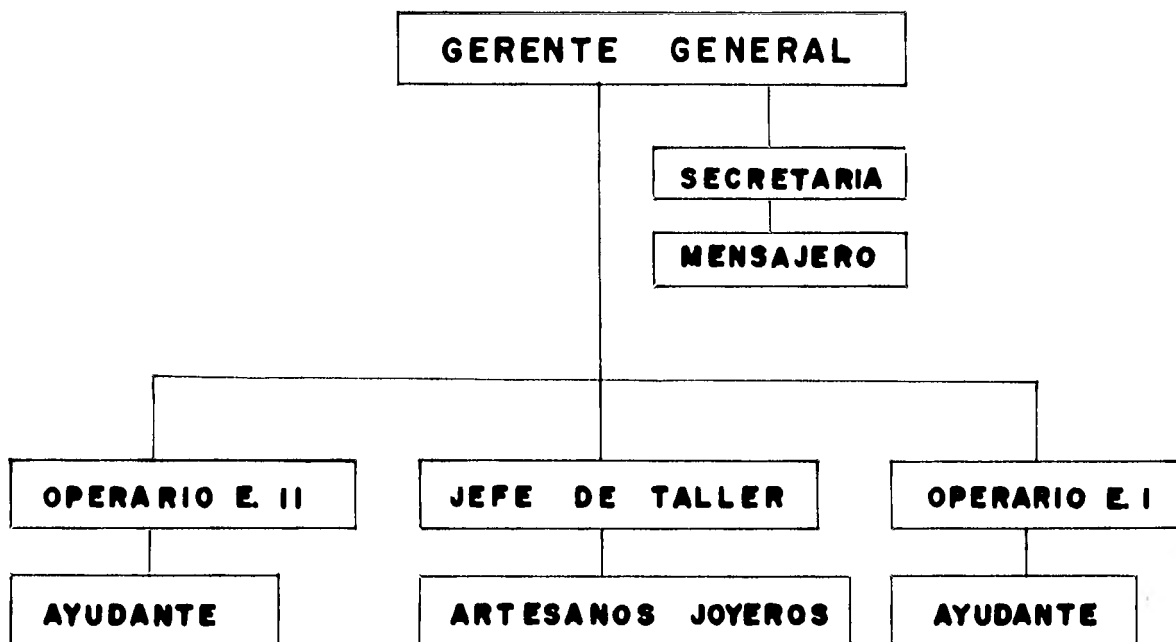 GERENTE GENERAL
SECRETARIA
MENSAJERO
OPERARIO E. II
JEFE DE TALLER
OPERARIO E. I
AYUDANTE
ARTESANOS JOYEROS
AYUDANTE